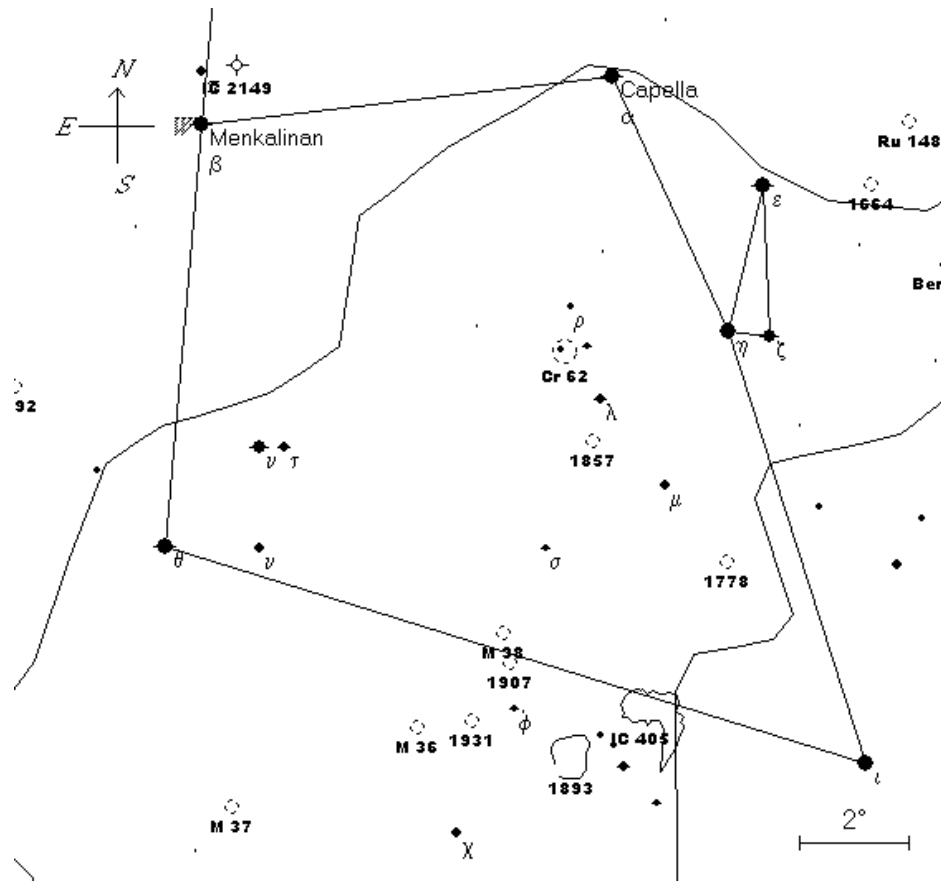 N
E W
S
IC 2149
Menkalinan
β
Capella
α
Ru 148
1664
ε
Ber
ρ
η
ζ
Cr 62
92
λ
ν
τ
1857
μ
θ
υ
σ
1778
M 38
1907
φ
M 36
1931
IC 405
1893
ι
M 37
χ
2°